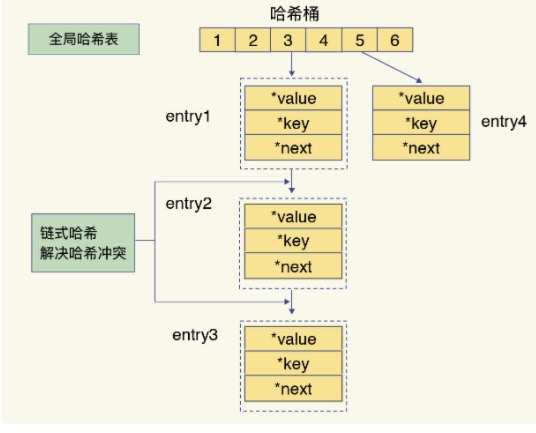 哈希桶
全局哈希表
1 2 3 4 5 6
entry1
*value
*key
*next
*value
*key
*next
entry4
entry2
*value
*key
*next
链式哈希
解决哈希冲突
entry3
*value
*key
*next